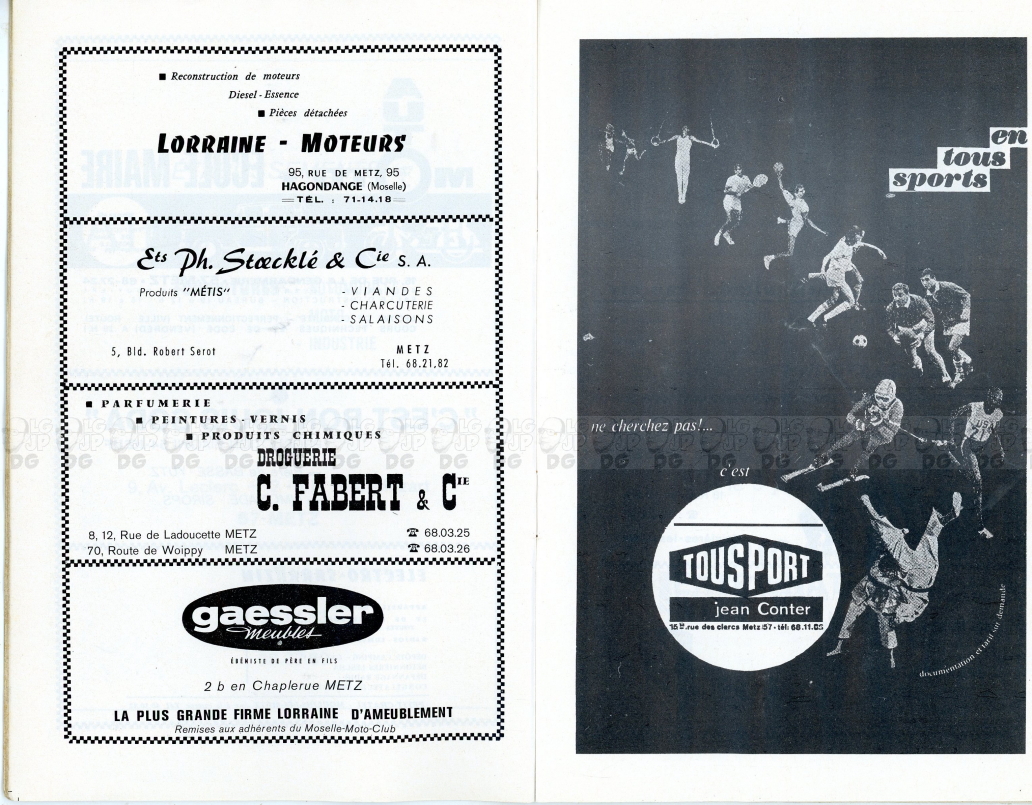 ■ Reconstruction de moteurs
Diesel - Essence
■ Pièces détachées
LORRAINE - MOTEURS
95, RUE DE METZ, 95
HAGONDANGE (Moselle)
TÉL. : 71-14.18
Ets Ph. Stœcklé & Cie S. A.
Produits "MÉTIS"
- VIANDES
- CHARCUTERIE
- SALAISONS
5, Bld. Robert Serot
METZ
Tél. 68.21,82
■ PARFUMERIE
■ PEINTURES - VERNIS
■ PRODUITS CHIMIQUES
DROGUERIE
C. FABERT & CIE
8, 12, Rue de Ladoucette METZ ☎ 68.03.25
70, Route de Woippy METZ ☎ 68.03.26
gaessler
meubles
ÉBÉNISTE DE PÈRE EN FILS
2 b en Chaplerue METZ
LA PLUS GRANDE FIRME LORRAINE D'AMEUBLEMENT
Remises aux adhérents du Moselle-Moto-Club
en
tous
sports
ne cherchez pas!...
c'est
TOUSPORT
jean Conter
rue des clercs Metz 57 - tél: 68.11.
documentation et tarif sur demande
USA